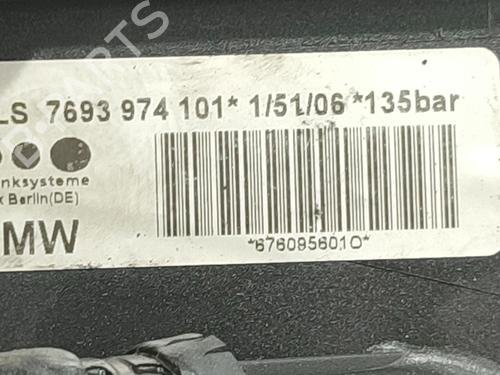 LS 7693 974 101* 1/51/06 *135bar
nksysteme
x Berlin(DE)
MW
*6760956010*